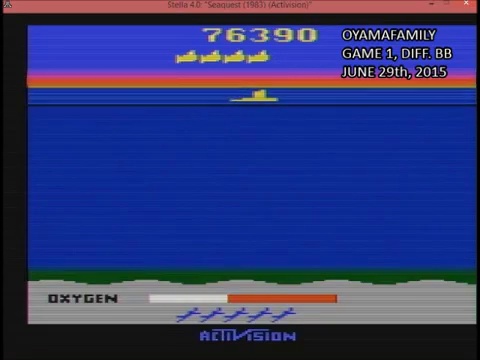 Stella 4.0: "Seaquest (1983) (Activision)"
76390
OYAMAFAMILY
GAME 1, DIFF. BB
JUNE 29th, 2015
OXYGEN
ACTIVISION